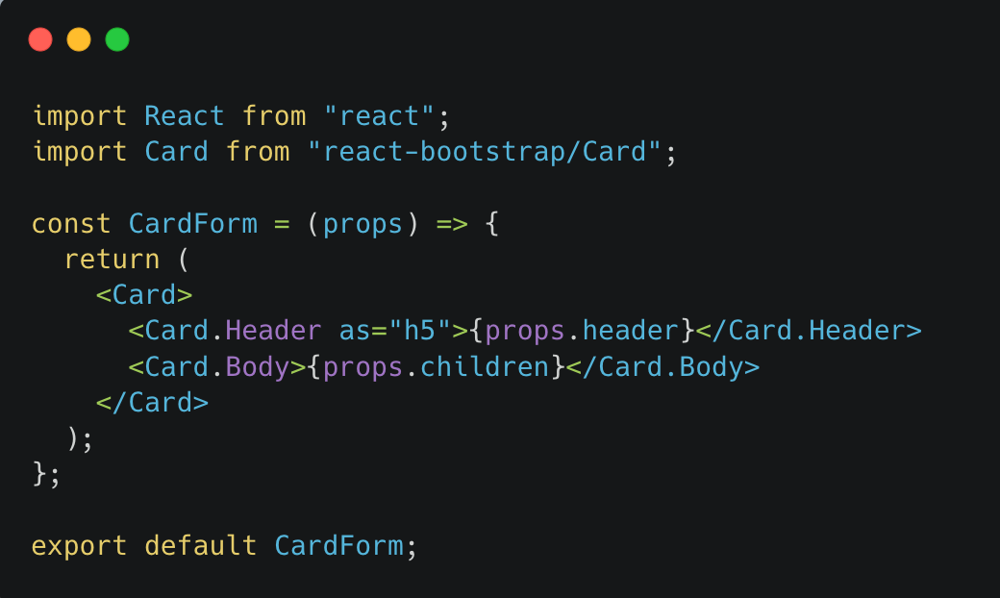 import React from "react";
import Card from "react-bootstrap/Card";

const CardForm = (props) => {
  return (
    <Card>
      <Card.Header as="h5">{props.header}</Card.Header>
      <Card.Body>{props.children}</Card.Body>
    </Card>
  );
};

export default CardForm;